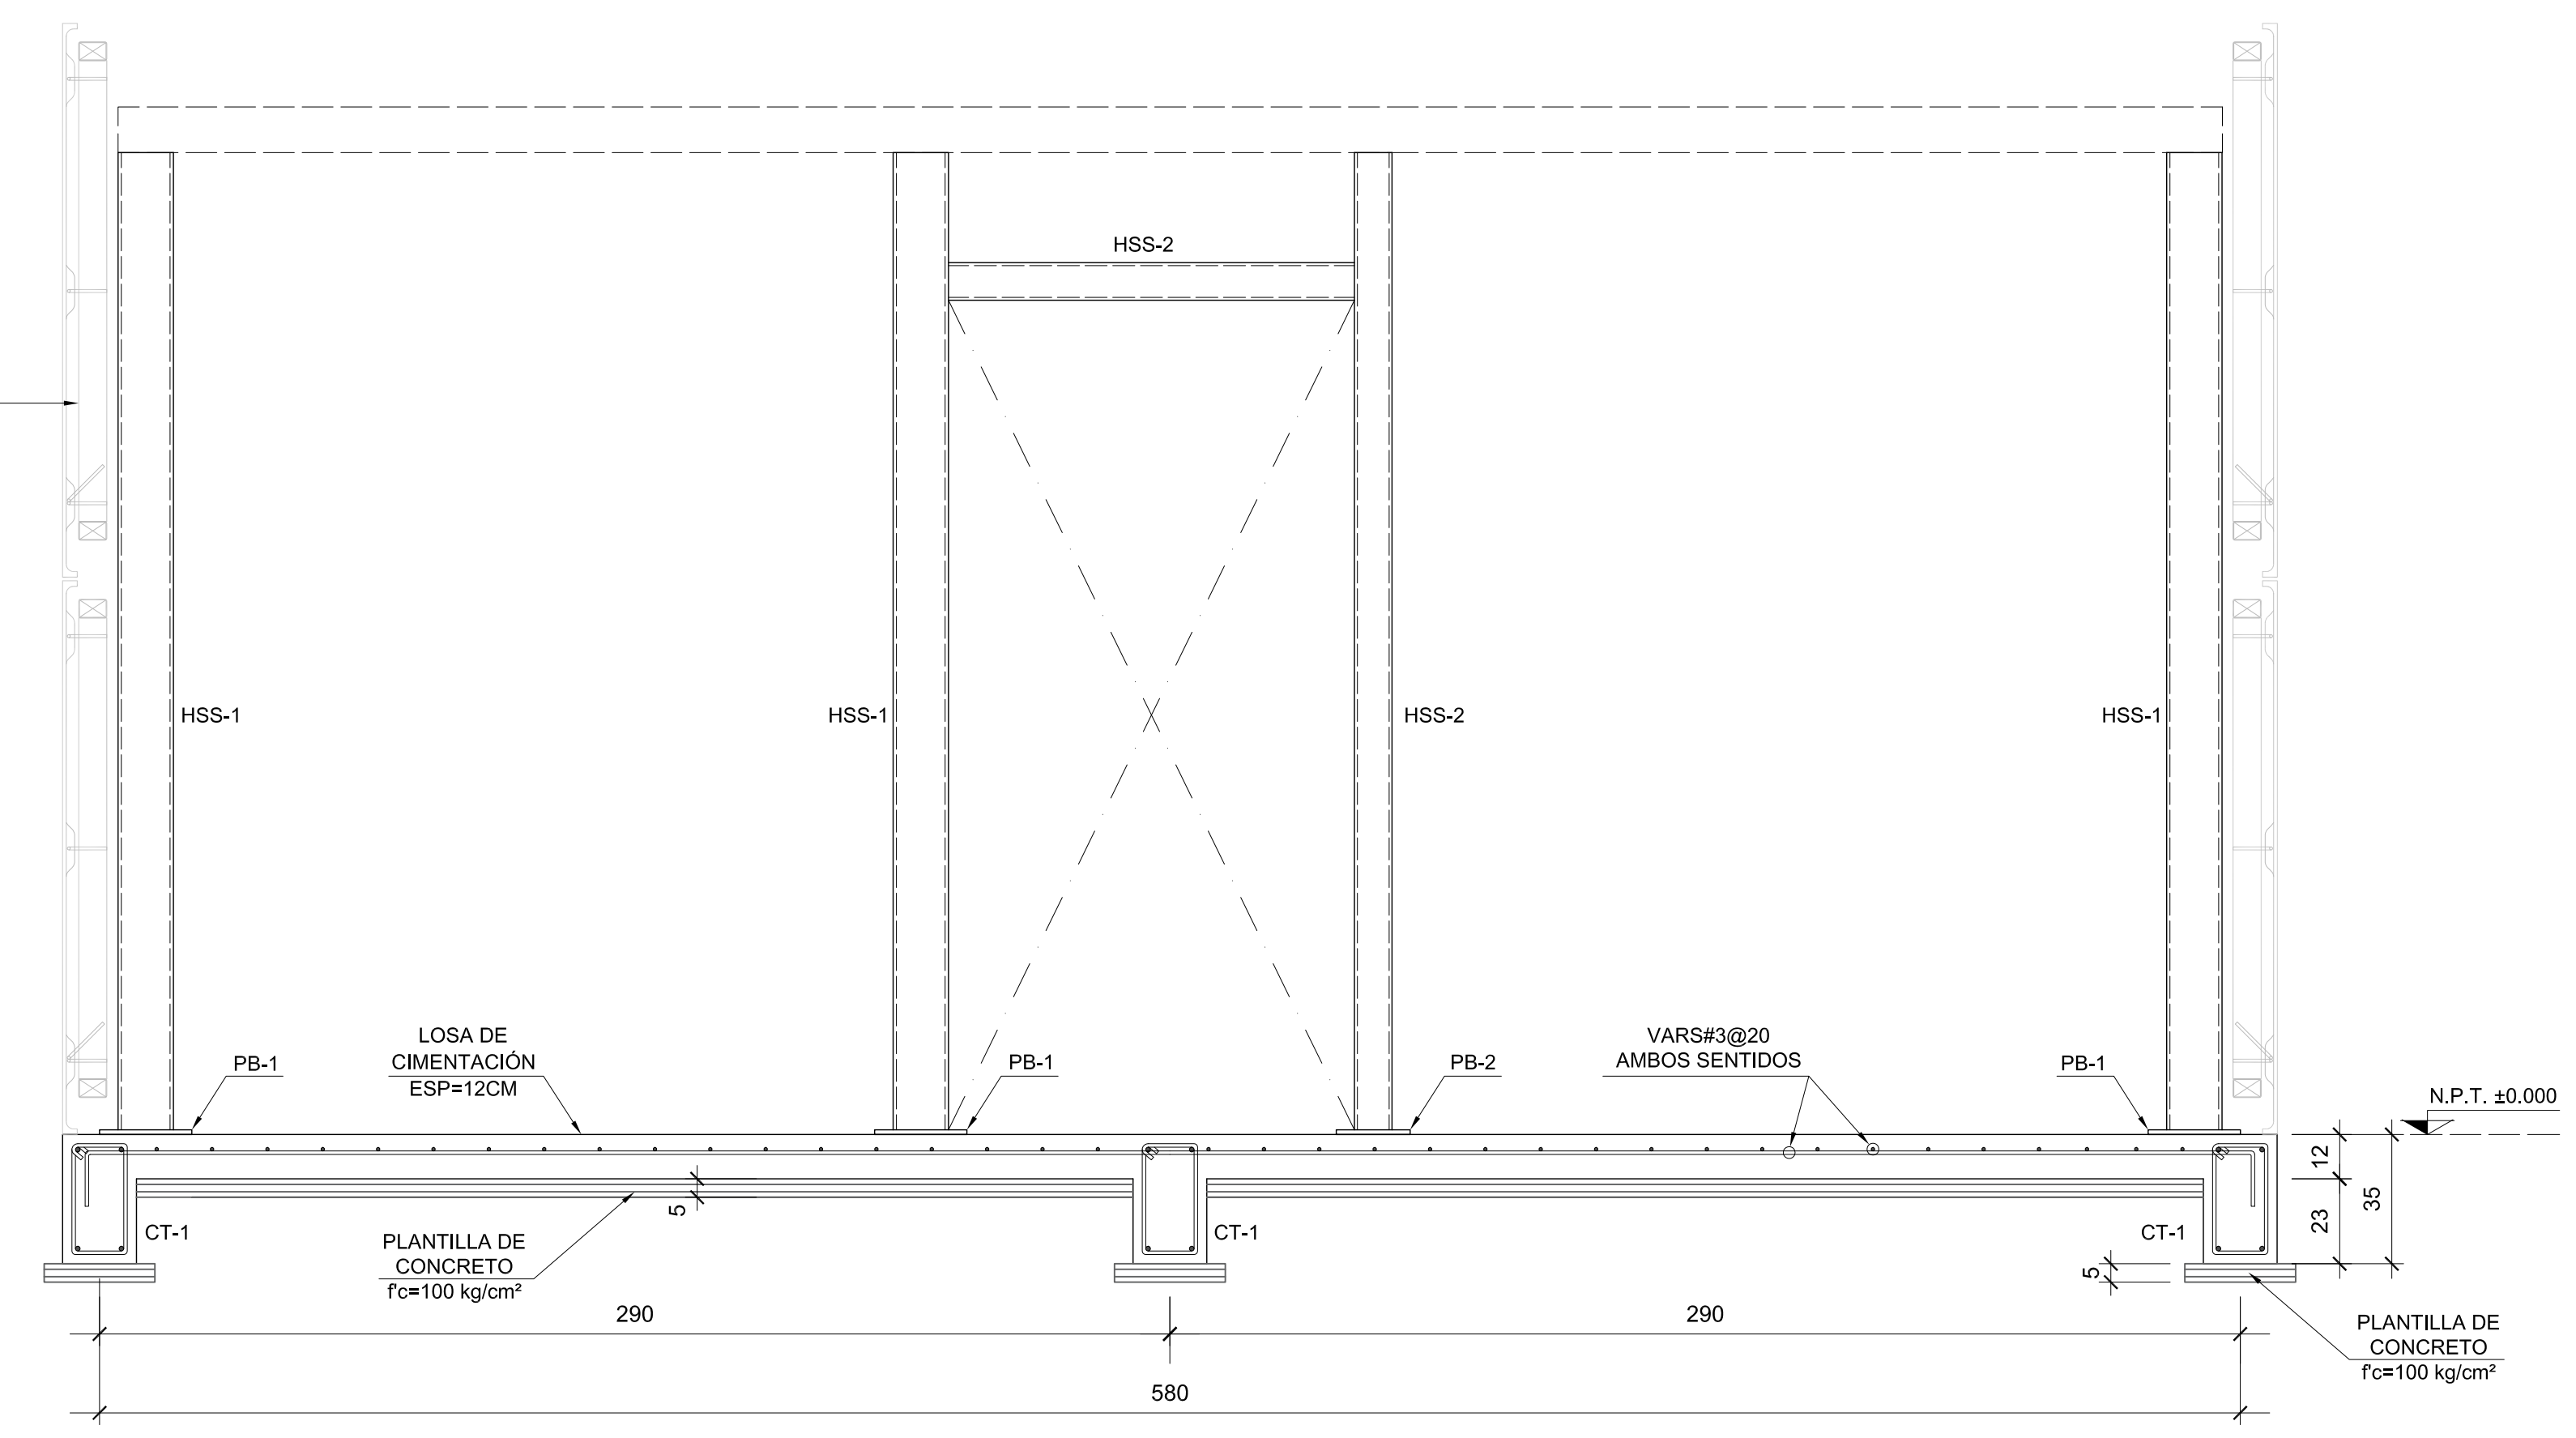 HSS-2
HSS-1
HSS-1
HSS-2
HSS-1
PB-1
LOSA DE
CIMENTACIÓN
ESP=12CM
PB-1
PB-2
VARS#3@20
AMBOS SENTIDOS
PB-1
N.P.T. ±0.000
12
35
23
5
CT-1
CT-1
CT-1
5
PLANTILLA DE
CONCRETO
f'c=100 kg/cm²
290
290
PLANTILLA DE
CONCRETO
f'c=100 kg/cm²
580